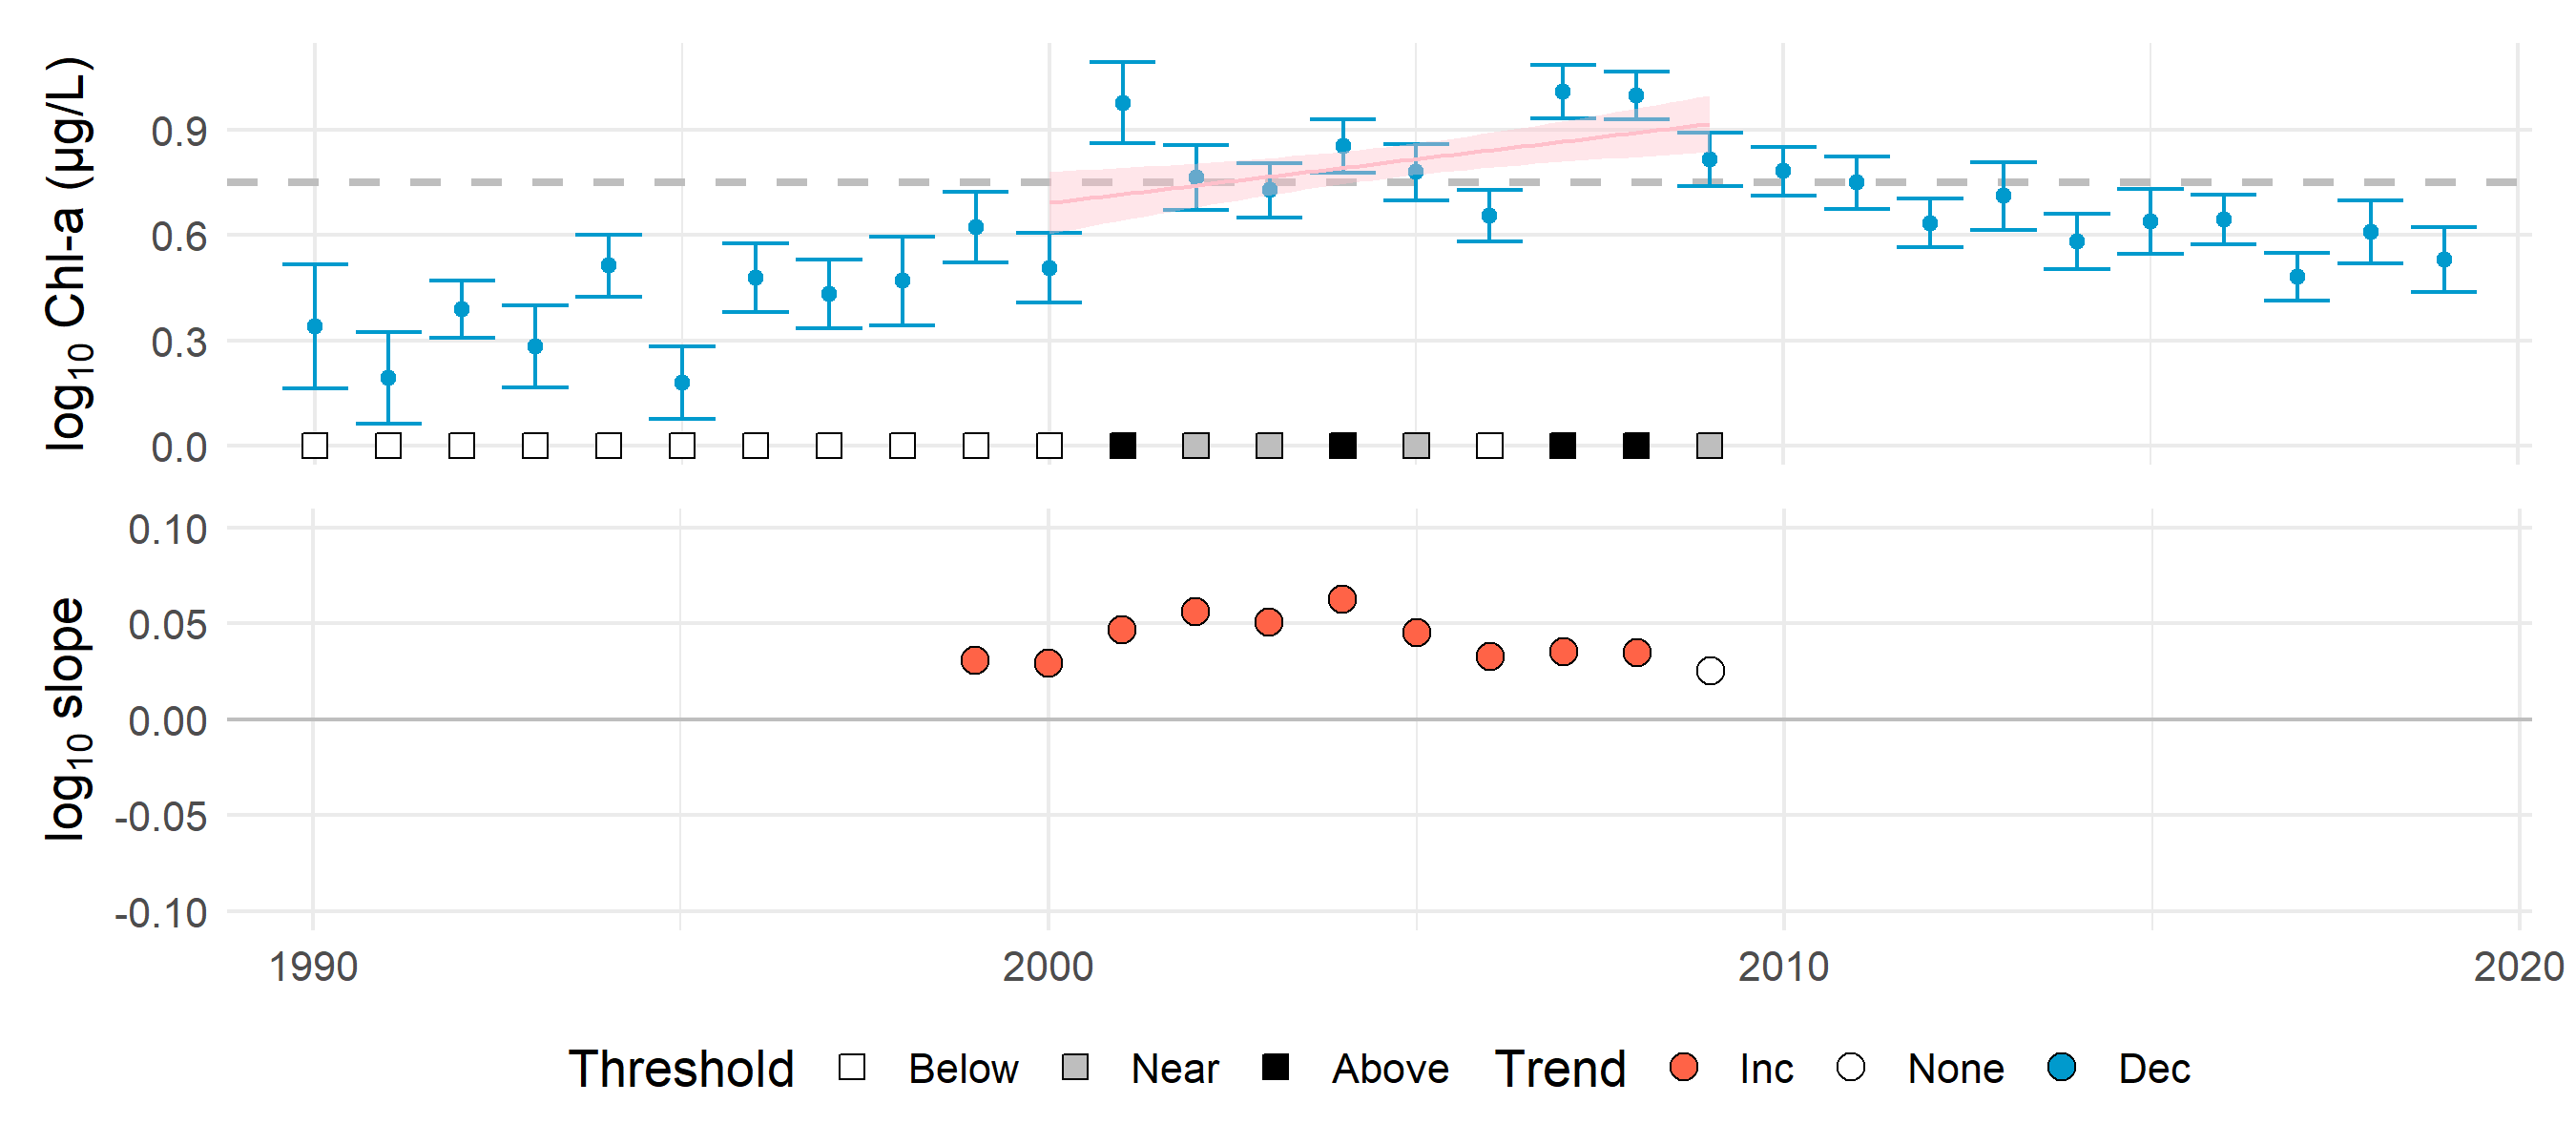 log₁₀ Chl-a (µg/L)
0.9
0.6
0.3
0.0
log₁₀ slope
0.10
0.05
0.00
-0.05
-0.10
1990 2000 2010 2020
Threshold Below Near Above Trend Inc None Dec